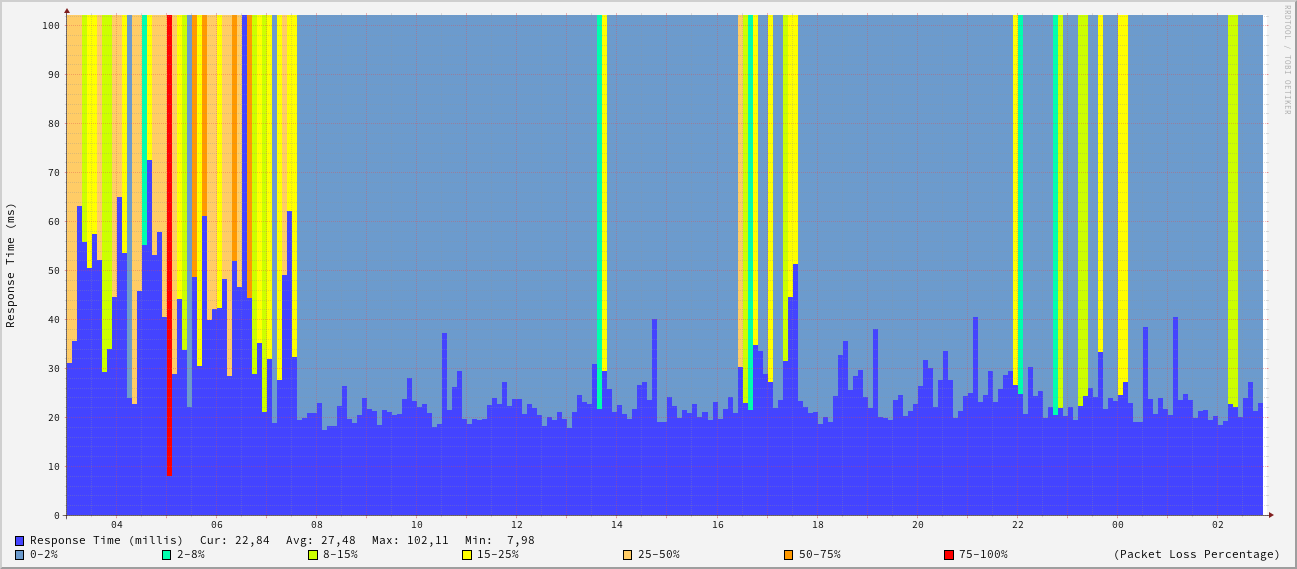 RRDTOOL / TOBI OETIKER
Response Time (ms)
100
90
80
70
60
50
40
30
20
10
0
04 06 08 10 12 14 16 18 20 22 00 02
Response Time (millis) Cur: 22,84 Avg: 27,48 Max: 102,11 Min: 7,98
0-2% 2-8% 8-15% 15-25% 25-50% 50-75% 75-100% (Packet Loss Percentage)